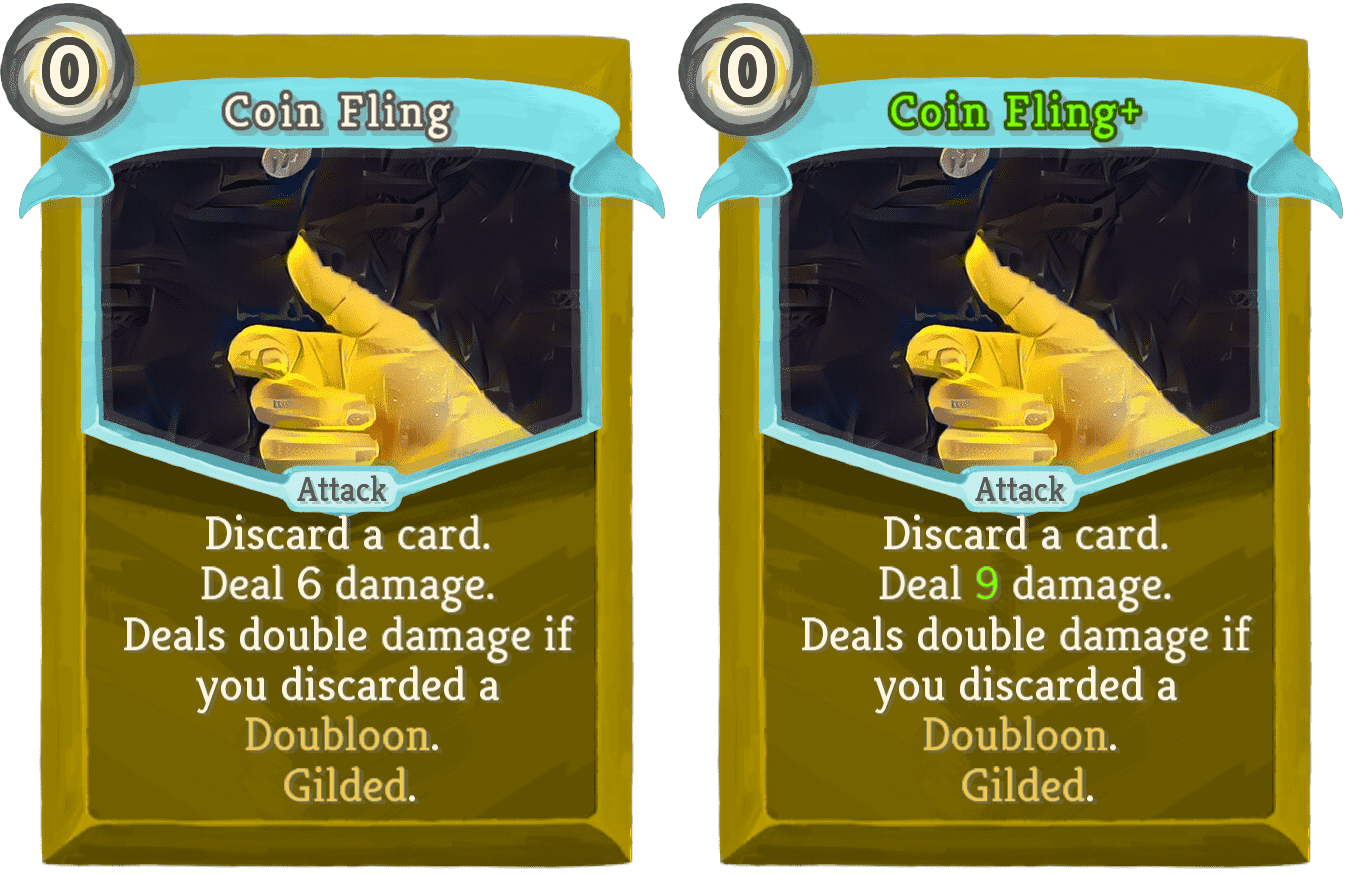 0
Coin Fling
Attack
Discard a card.
Deal 6 damage.
Deals double damage if
you discarded a
Doubloon.
Gilded.
0
Coin Fling+
Attack
Discard a card.
Deal 9 damage.
Deals double damage if
you discarded a
Doubloon.
Gilded.